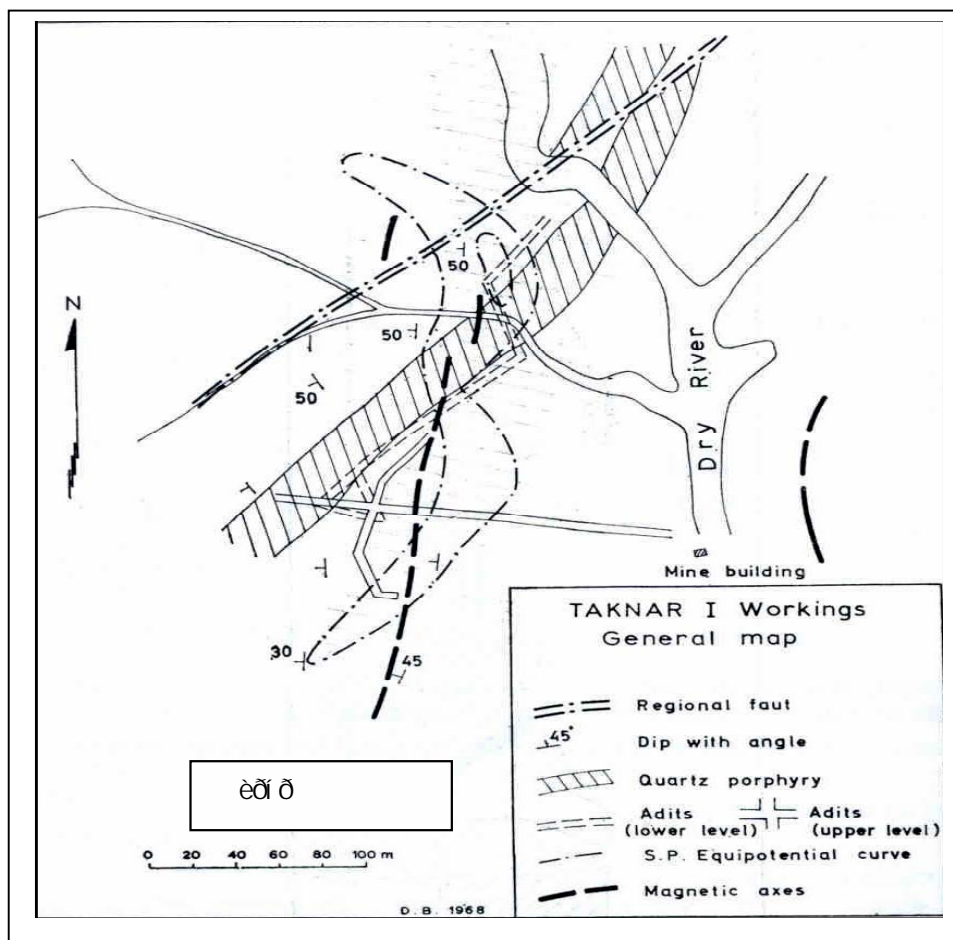 N
50
50
50
Dry River
Mine building
30
45
TAKNAR I Workings
General map
Regional faut
45°
Dip with angle
Quartz porphyry
Adits
(lower level)
Adits
(upper level)
S.P. Equipotential curve
Magnetic axes
èðí ð
0 20 40 60 80 100 m
D.B. 1968